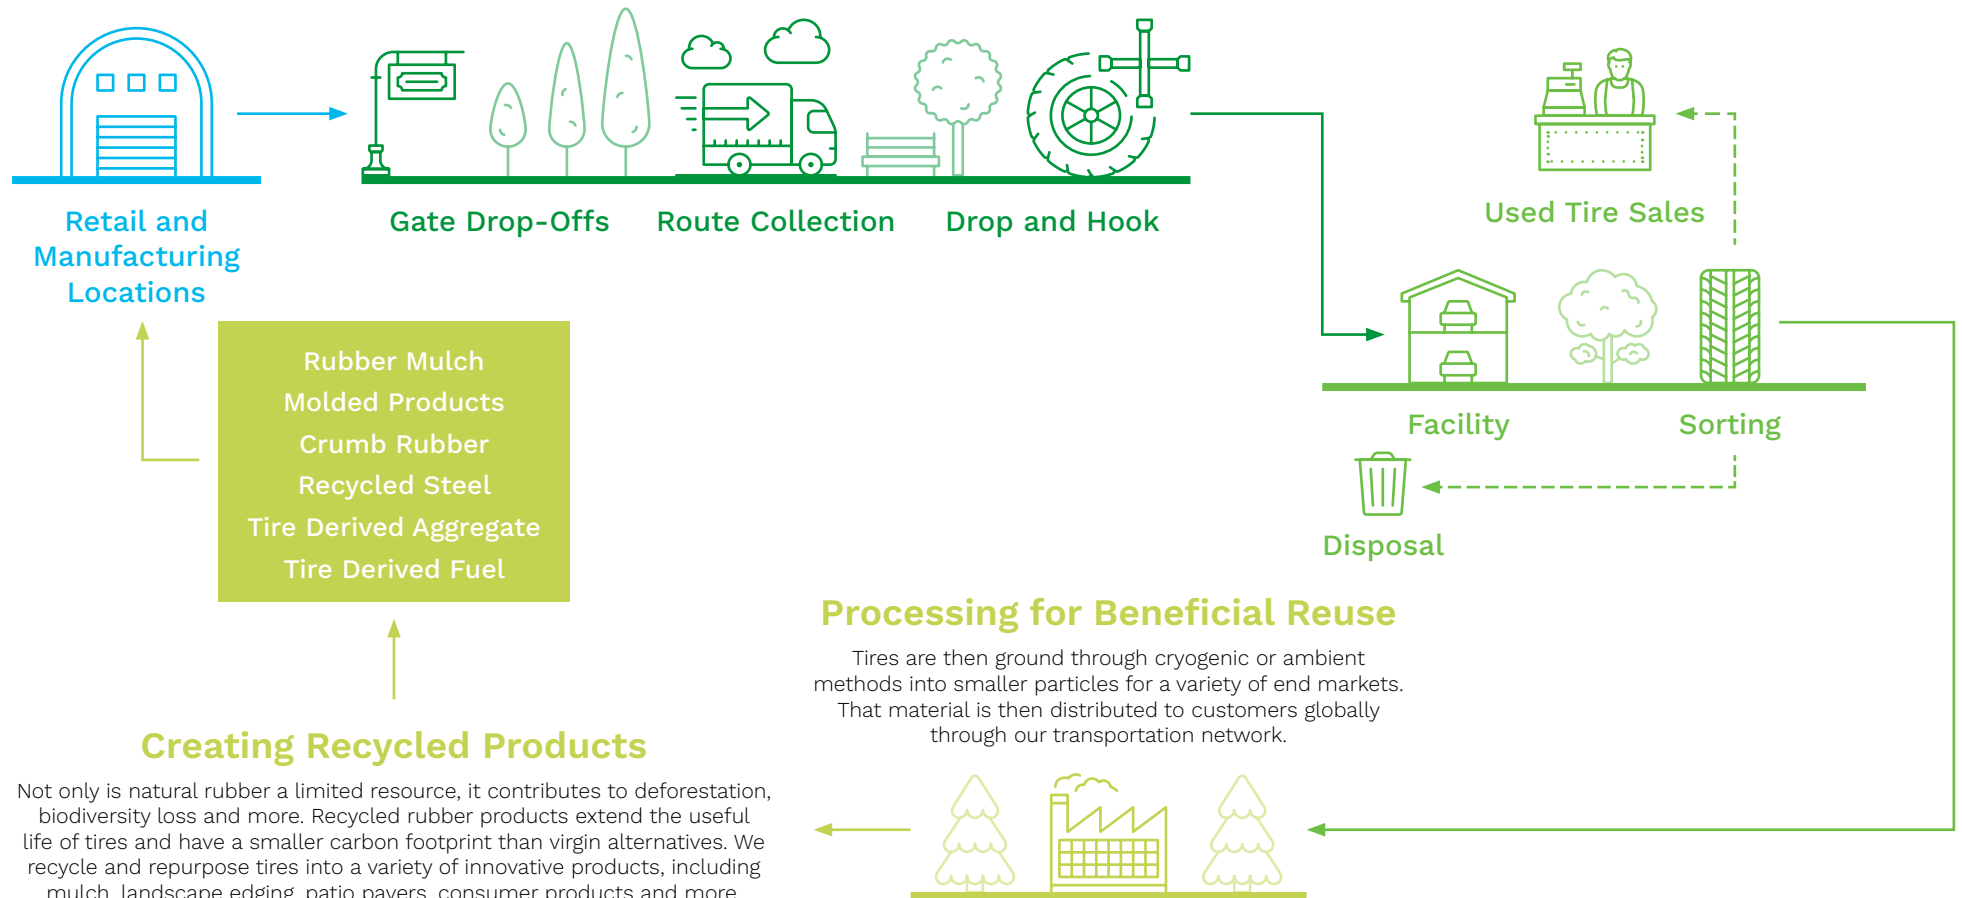 Retail and
Manufacturing
Locations
Gate Drop-Offs
Route Collection
Drop and Hook
Used Tire Sales
Facility
Sorting
Disposal
Processing for Beneficial Reuse
Tires are then ground through cryogenic or ambient
methods into smaller particles for a variety of end markets.
That material is then distributed to customers globally
through our transportation network.
Creating Recycled Products
Not only is natural rubber a limited resource, it contributes to deforestation,
biodiversity loss and more. Recycled rubber products extend the useful
life of tires and have a smaller carbon footprint than virgin alternatives. We
recycle and repurpose tires into a variety of innovative products, including
mulch, landscape edging, patio pavers, consumer products and more
Rubber Mulch
Molded Products
Crumb Rubber
Recycled Steel
Tire Derived Aggregate
Tire Derived Fuel